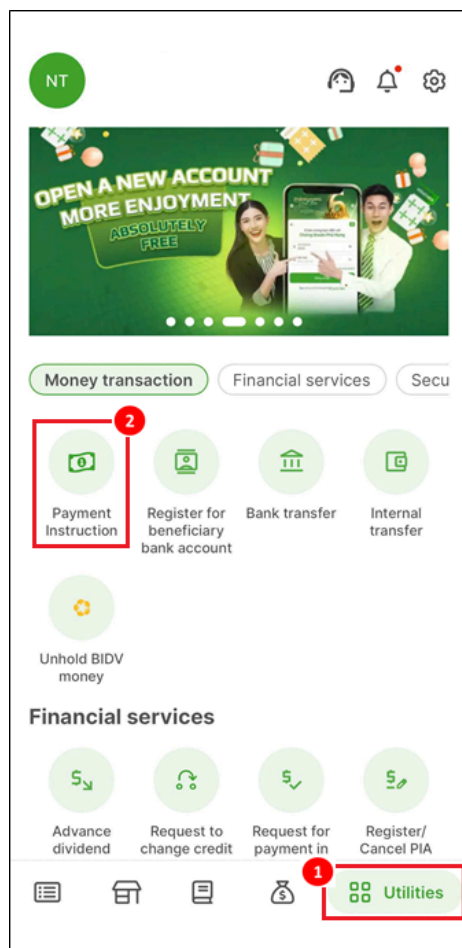 NT
OPEN A NEW ACCOUNT
MORE ENJOYMENT
ABSOLUTELY
FREE
Money transaction
Financial services
Secu
2
Payment
Instruction
Register for
beneficiary
bank account
Bank transfer
Internal
transfer
Unhold BIDV
money
Financial services
Advance
dividend
Request to
change credit
Request for
payment in
Register/
Cancel PIA
1
Utilities